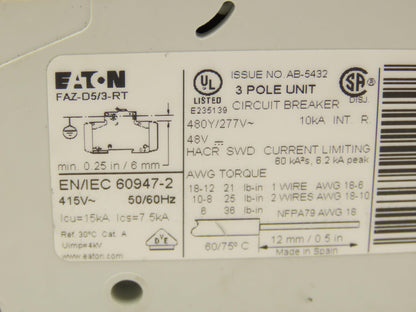 EATON
FAZ-D5/3-RT
min. 0.25 in / 6 mm
EN/IEC 60947-2
415V~ 50/60Hz
Icu=15kA Ics=7.5kA
Ref. 30°C Cat. A
Uimp=4kV
www.eaton.com
DVE
UL
LISTED
E235139
ISSUE NO. AB-5432
3 POLE UNIT
CIRCUIT BREAKER
SA
DISJ.
480Y/277V~ 10kA INT. R
48V
HACR SWD CURRENT LIMITING
60 kA²s, 6.2 kA peak
AWG TORQUE
18-12 21 lb-in 1 WIRE AWG 18-6
10-8 25 lb-in 2 WIRES AWG 18-10
6 36 lb-in NFPA79 AWG 18
60/75° C 12 mm / 0.5 in
Made in Spain